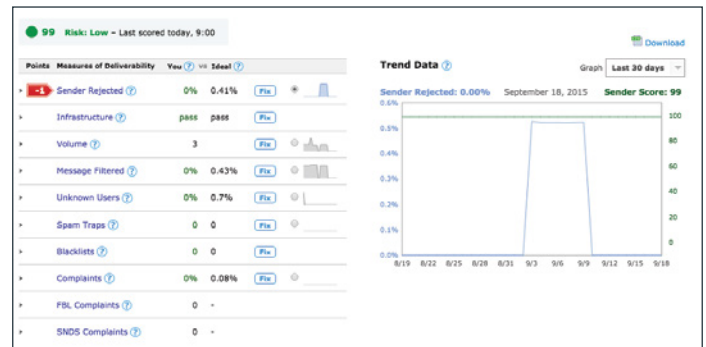 99 Risk: Low – Last scored today, 9:00
Download
Points Measures of Deliverability You ? vs Ideal ?
-1 Sender Rejected ? 0% 0.41% Fix
Infrastructure ? pass pass Fix
Volume ? 3 Fix
Message Filtered ? 0% 0.43% Fix
Unknown Users ? 0% 0.7% Fix
Spam Traps ? 0 0 Fix
Blacklists ? 0 0 Fix
Complaints ? 0% 0.08% Fix
FBL Complaints ? 0 -
SNDS Complaints ? 0 -
Trend Data ? Graph Last 30 days
Sender Rejected: 0.00% September 18, 2015 Sender Score: 99
0.6%
0.5%
0.4%
0.3%
0.2%
0.1%
0.0%
100
80
60
40
20
0
8/19 8/22 8/25 8/28 8/31 9/3 9/6 9/9 9/12 9/15 9/18